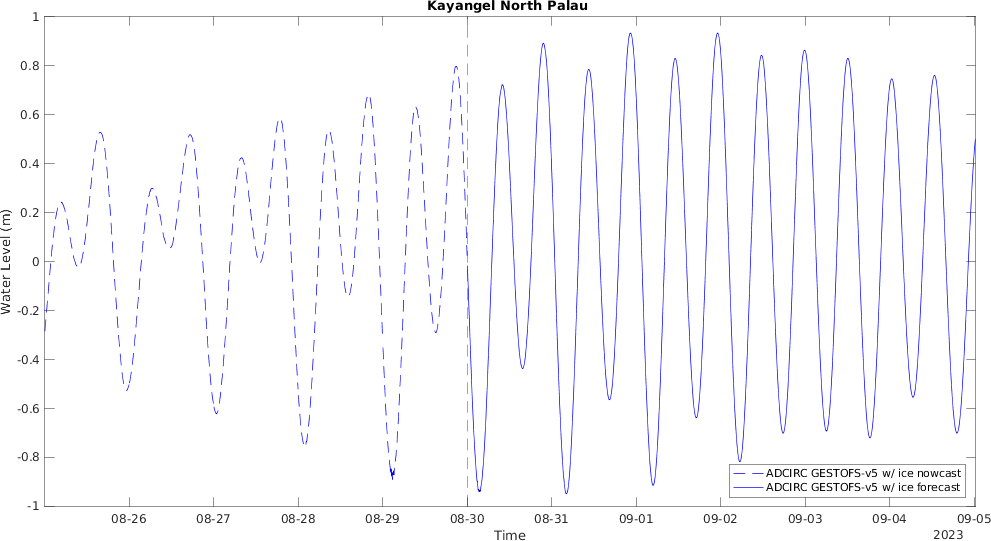 Kayangel North Palau
1
0.8
0.6
0.4
0.2
0
-0.2
-0.4
-0.6
-0.8
-1
Water Level (m)
ADCIRC GESTOFS-v5 w/ ice nowcast
ADCIRC GESTOFS-v5 w/ ice forecast
08-26 08-27 08-28 08-29 08-30 08-31 09-01 09-02 09-03 09-04 09-05
Time
2023